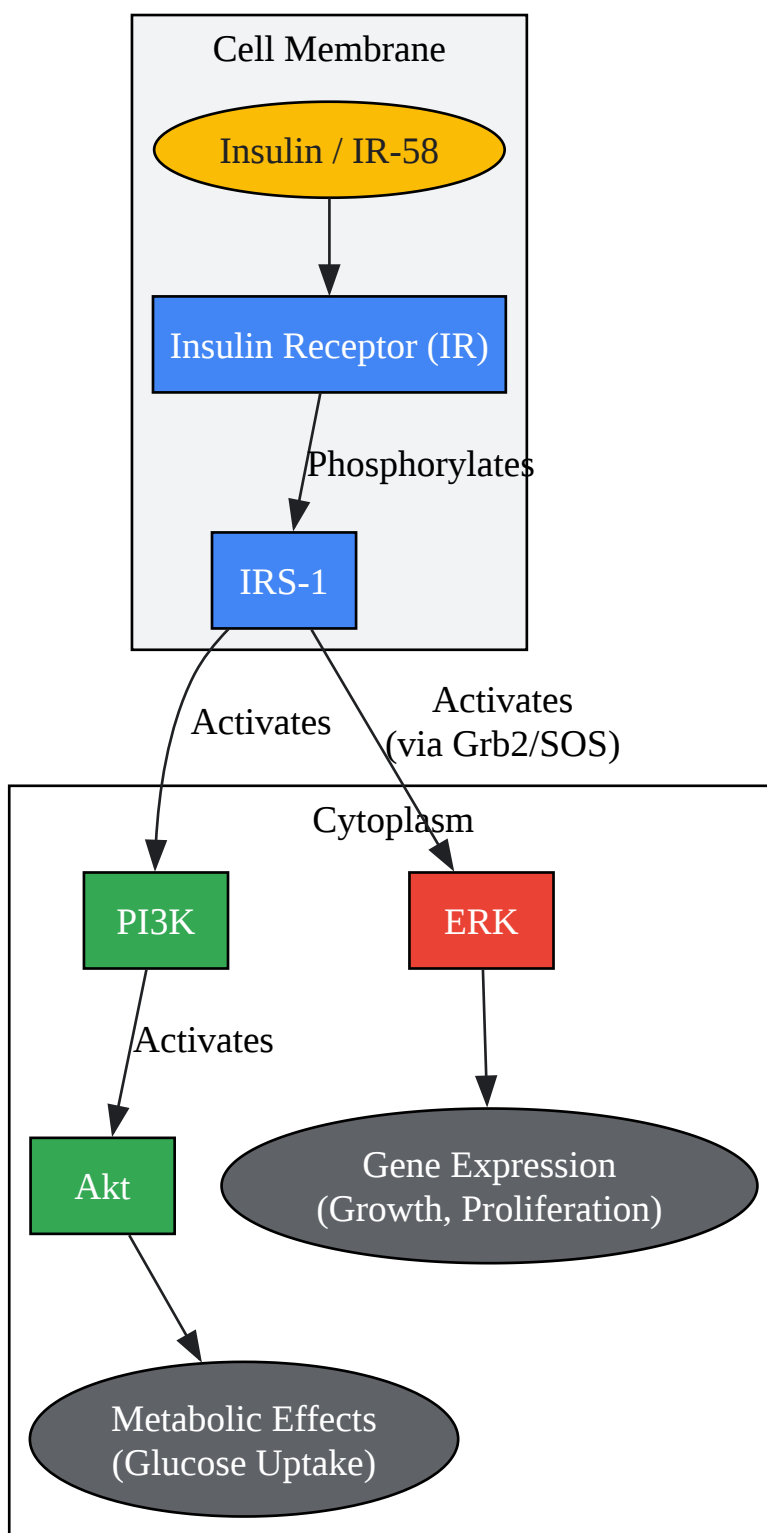 Cell Membrane
Insulin / IR-58
Insulin Receptor (IR)
Phosphorylates
IRS-1
Activates
Activates
(via Grb2/SOS)
Cytoplasm
PI3K
ERK
Activates
Akt
Gene Expression
(Growth, Proliferation)
Metabolic Effects
(Glucose Uptake)